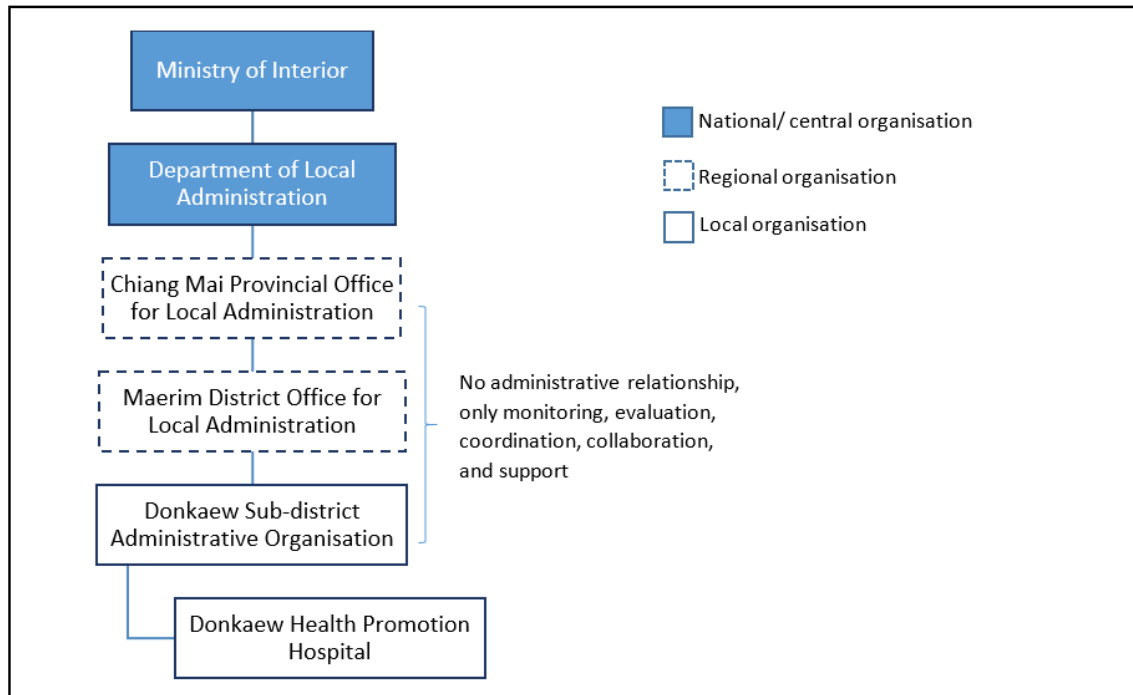 Ministry of Interior
Department of Local
Administration
Chiang Mai Provincial Office
for Local Administration
Maerim District Office for
Local Administration
Donkaew Sub-district
Administrative Organisation
Donkaew Health Promotion
Hospital
No administrative relationship,
only monitoring, evaluation,
coordination, collaboration,
and support
National/ central organisation
Regional organisation
Local organisation